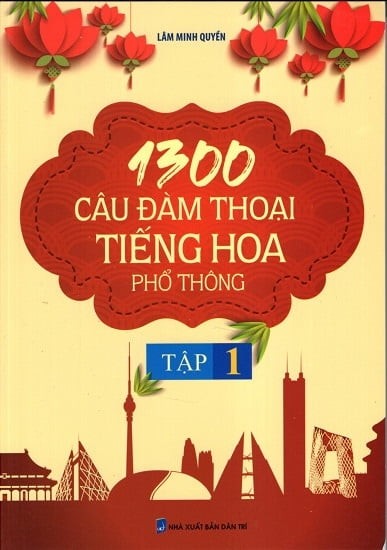 LÂM MINH QUYỀN
1300
CÂU ĐÀM THOẠI
TIẾNG HOA
PHỔ THÔNG
TẬP 1
NHÀ XUẤT BẢN DÂN TRÍ